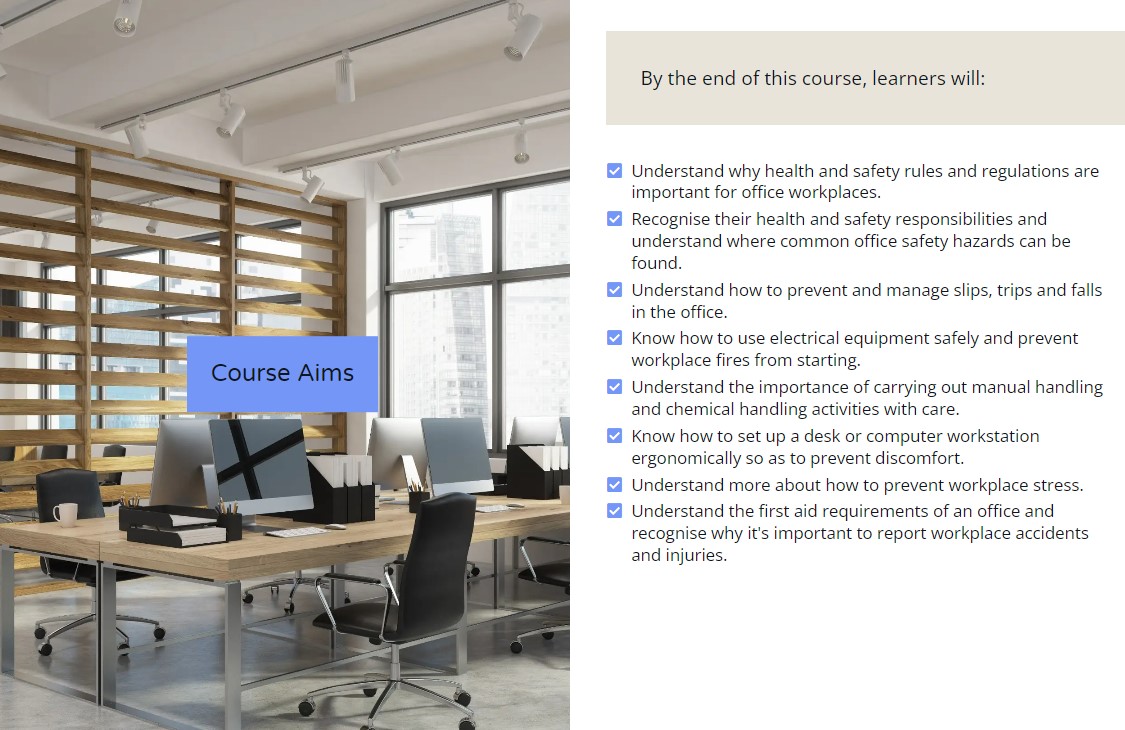 Course Aims
By the end of this course, learners will:
Understand why health and safety rules and regulations are
important for office workplaces.
Recognise their health and safety responsibilities and
understand where common office safety hazards can be
found.
Understand how to prevent and manage slips, trips and falls
in the office.
Know how to use electrical equipment safely and prevent
workplace fires from starting.
Understand the importance of carrying out manual handling
and chemical handling activities with care.
Know how to set up a desk or computer workstation
ergonomically so as to prevent discomfort.
Understand more about how to prevent workplace stress.
Understand the first aid requirements of an office and
recognise why it's important to report workplace accidents
and injuries.